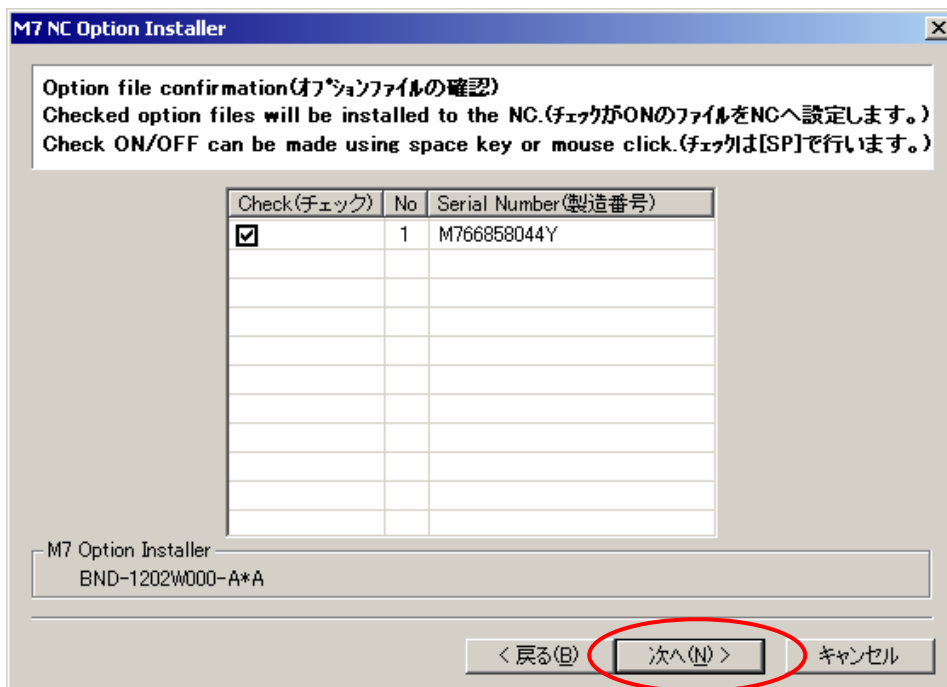 M7 NC Option Installer
Option file confirmation(ｵﾌﾟｼｮﾝﾌｧｲﾙの確認)
Checked option files will be installed to the NC.(ﾁｪｯｸがONのﾌｧｲﾙをNCへ設定します。)
Check ON/OFF can be made using space key or mouse click.(ﾁｪｯｸは[SP]で行います。)
Check(チェック) No Serial Number(製造番号)
1 M766858044Y
M7 Option Installer
BND-1202W000-A*A
< 戻る(B) 次へ(N) > キャンセル